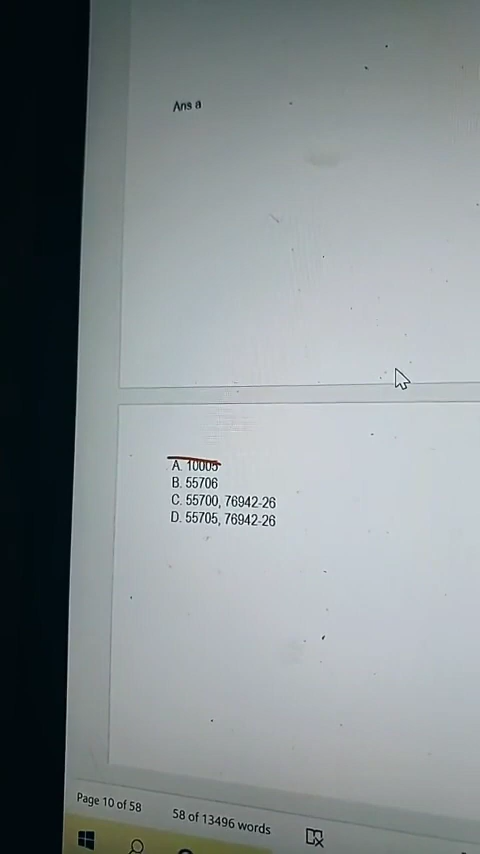 Ans a
A. 10005
B. 55706
C. 55700, 76942-26
D. 55705, 76942-26
Page 10 of 58
58 of 13496 words